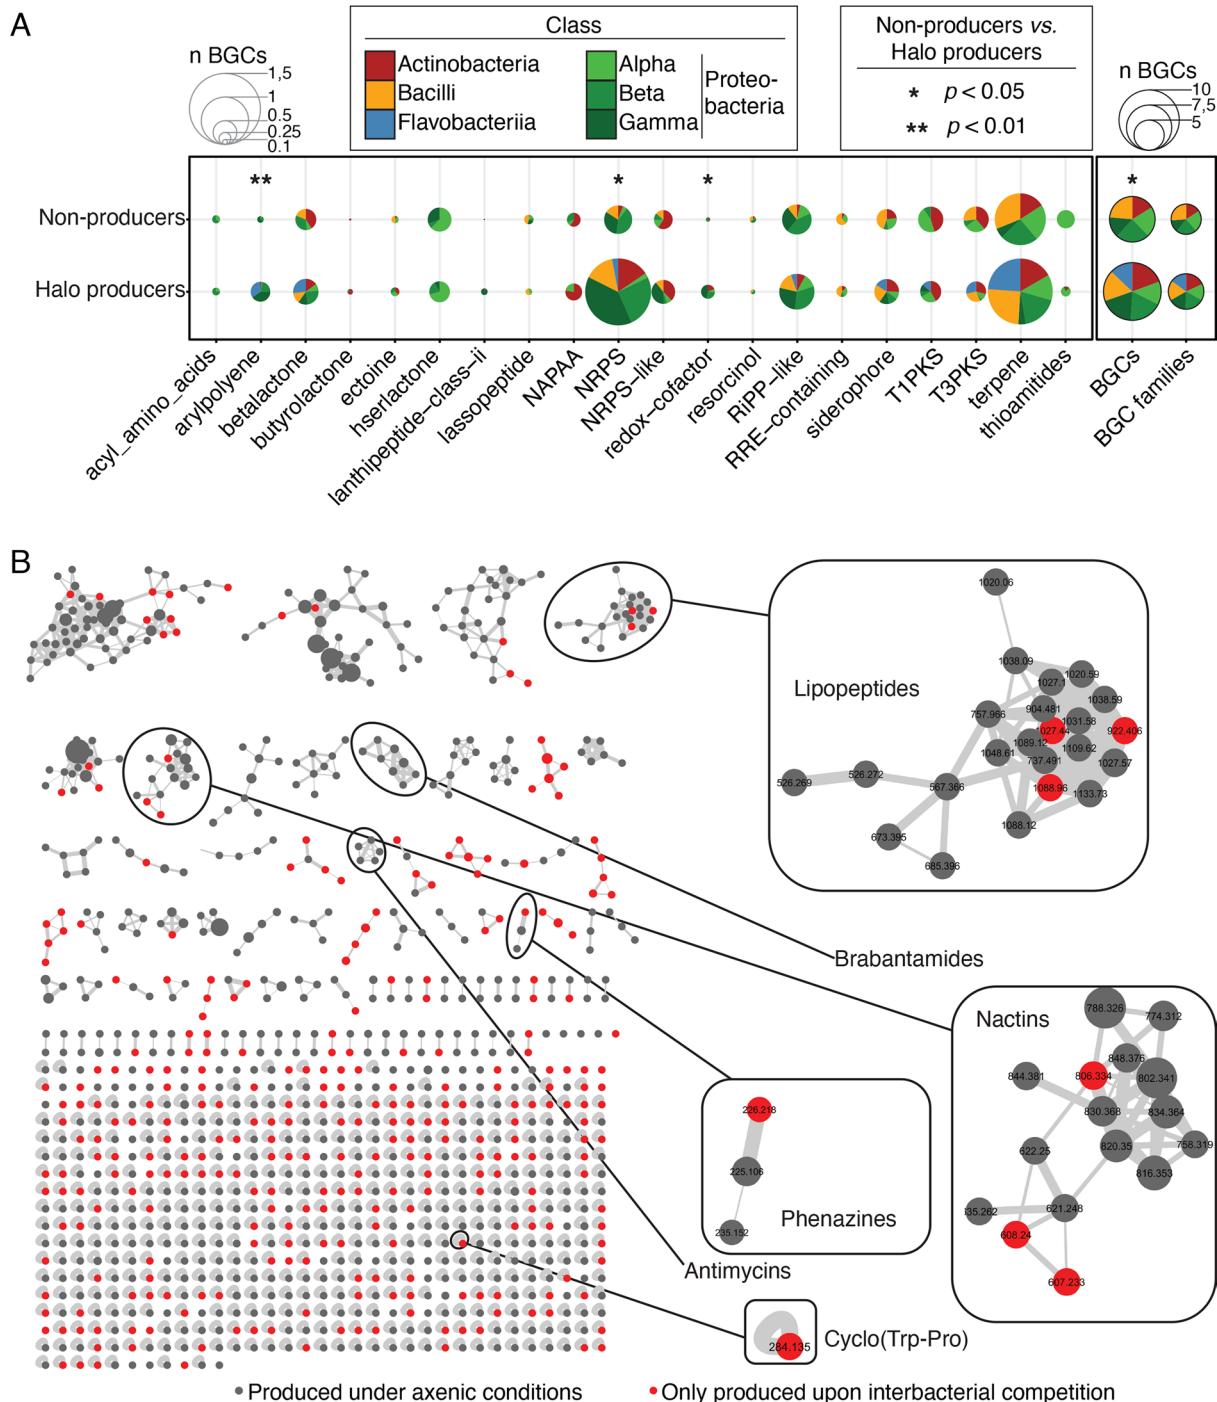 A
n BGCs
1,5
1
0.5
0.25
0.1
Class
Actinobacteria
Bacilli
Flavobacteriia
Alpha
Beta
Gamma
Proteo-
bacteria
Non-producers vs.
Halo producers
* p < 0.05
** p < 0.01
n BGCs
10
7,5
5
** * * *
Non-producers
Halo producers
acyl_amino_acids
arylpolyene
betalactone
butyrolactone
ectoine
hserlactone
lanthipeptide-class-ii
lassopeptide
NAPAA
NRPS
NRPS-like
redox-cofactor
resorcinol
RiPP-like
RRE-containing
siderophore
T1PKS
T3PKS
terpene
thioamitides
BGCs
BGC families
B
Lipopeptides
1020.06
1038.09
1027.1
1020.59
1038.59
904.481
757.966
1031.58
1027.44
922.406
1089.12
1109.62
1048.61
737.491
1027.57
526.272
526.269
567.366
1088.96
1133.73
1088.12
673.395
685.396
Brabantamides
Nactins
788.326
774.312
848.376
844.381
806.334
802.341
830.368
834.364
820.35
758.319
622.25
816.353
635.262
621.248
608.24
607.233
226.218
225.106
235.152
Phenazines
Antimycins
284.135
Cyclo(Trp-Pro)
Produced under axenic conditions
Only produced upon interbacterial competition